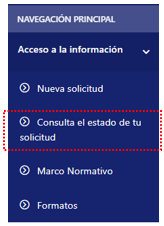 NAVEGACIÓN PRINCIPAL
Acceso a la información
Nueva solicitud
Consulta el estado de tu
solicitud
Marco Normativo
Formatos